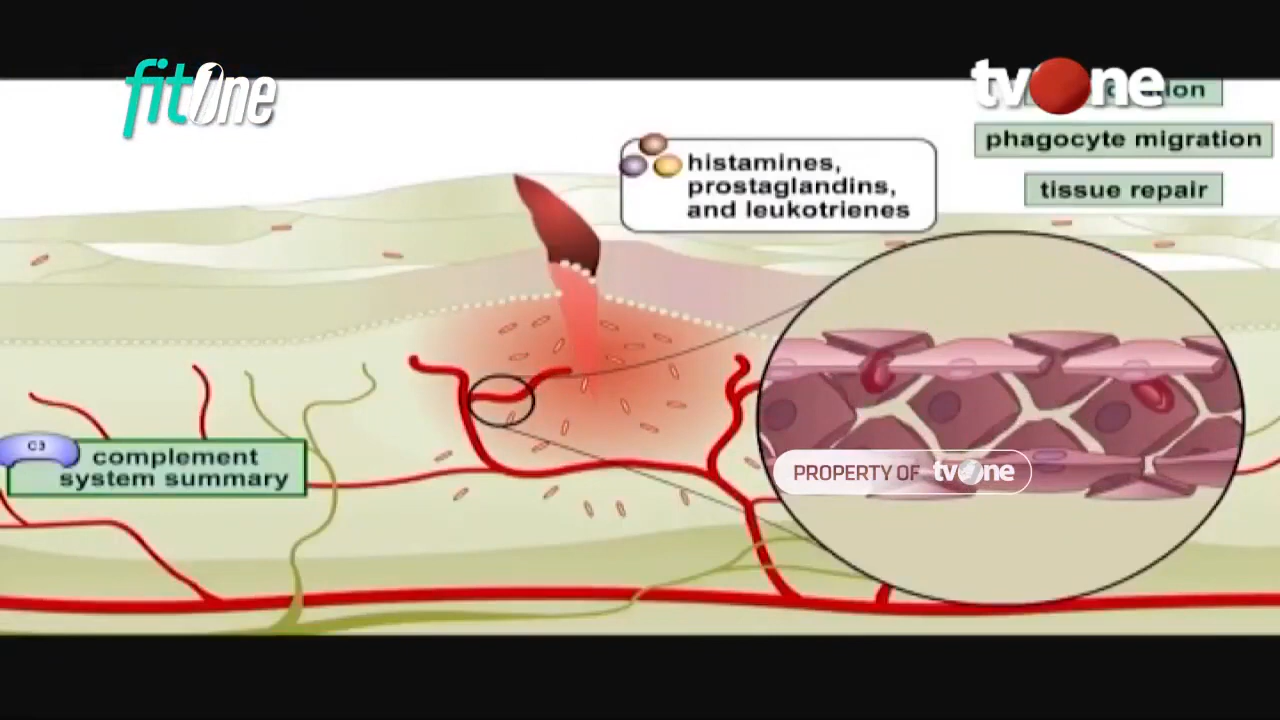 fitOne
tvOne
phagocyte migration
histamines,
prostaglandins,
and leukotrienes
tissue repair
C3
complement
system summary
PROPERTY OF tvOne